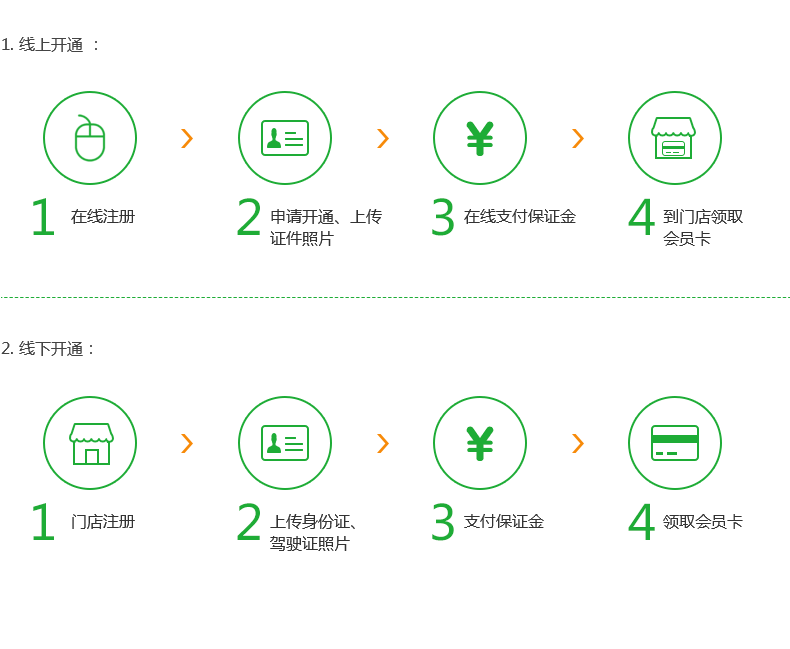 1. 线上开通 ：
1 在线注册
2 申请开通、上传
证件照片
3 在线支付保证金
4 到门店领取
会员卡
2. 线下开通：
1 门店注册
2 上传身份证、
驾驶证照片
3 支付保证金
4 领取会员卡